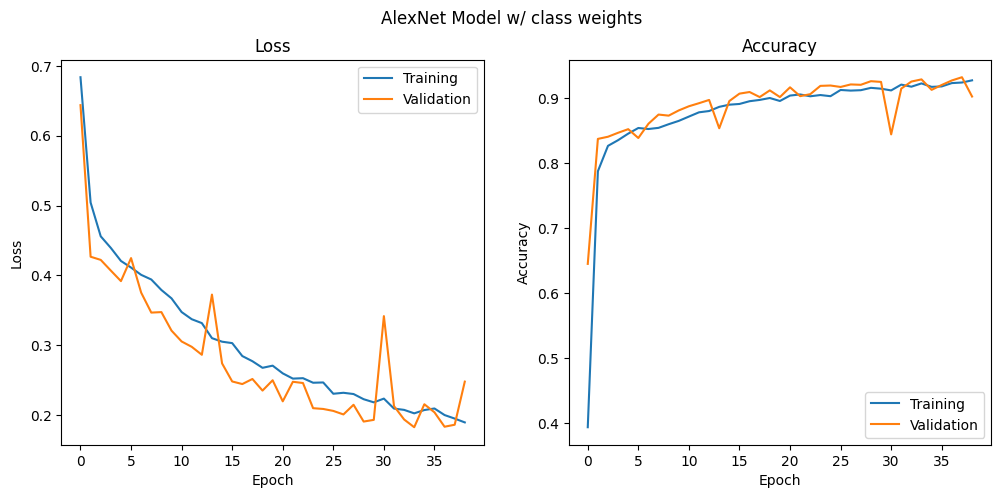 AlexNet Model w/ class weights
Loss
0.7
0.6
0.5
0.4
0.3
0.2
Loss
0
5
10
15
20
25
30
35
Epoch
Training
Validation
Accuracy
0.9
0.8
0.7
0.6
0.5
0.4
Accuracy
0
5
10
15
20
25
30
35
Epoch
Training
Validation